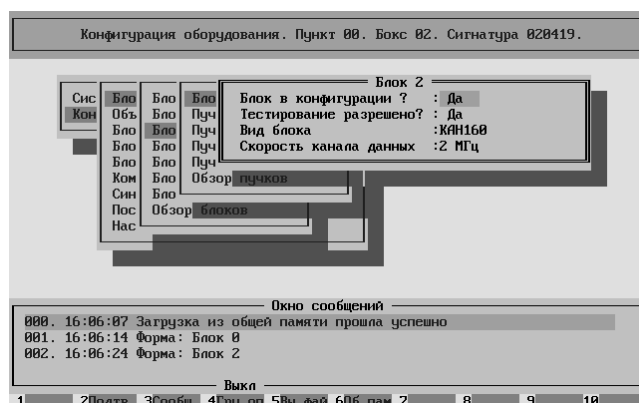 Конфигурация оборудования. Пункт 00. Бокс 02. Сигнатура 020419.
Блок 2
Сис Бло Бло Бло Блок в конфигурации ? : Да
Кон Объ Бло Пуч Тестирование разрешено? : Да
Бло Бло Пуч Вид блока :КАН160
Бло Бло Пуч Скорость канала данных :2 МГц
Бло Бло Пуч
Ком Бло Обзор пучков
Син Бло
Пос Обзор блоков
Нас
Окно сообщений
000. 16:06:07 Загрузка из общей памяти прошла успешно
001. 16:06:14 Форма: Блок 0
002. 16:06:24 Форма: Блок 2
Выкл
1 2Подтв 3Сообщ 4Гру оп 5Вы фай 6Об пам 7 8 9 10